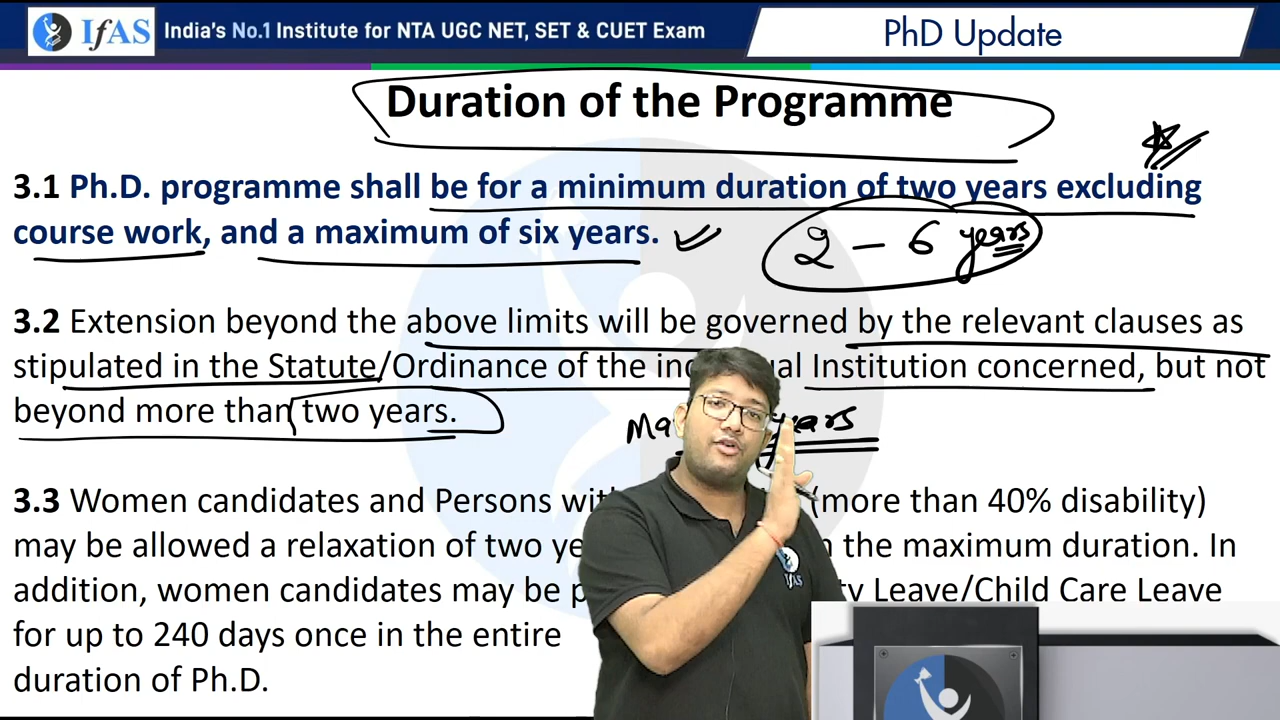 IfAS India's No.1 Institute for NTA UGC NET, SET & CUET Exam
PhD Update
Duration of the Programme
3.1 Ph.D. programme shall be for a minimum duration of two years excluding
course work, and a maximum of six years.
2 – 6 years
3.2 Extension beyond the above limits will be governed by the relevant clauses as
stipulated in the Statute/Ordinance of the Institution concerned, but not
beyond more than two years.
years
3.3 Women candidates and Persons (more than 40% disability)
may be allowed a relaxation of two the maximum duration. In
addition, women candidates may be Leave/Child Care Leave
for up to 240 days once in the entire
duration of Ph.D.
IfAS